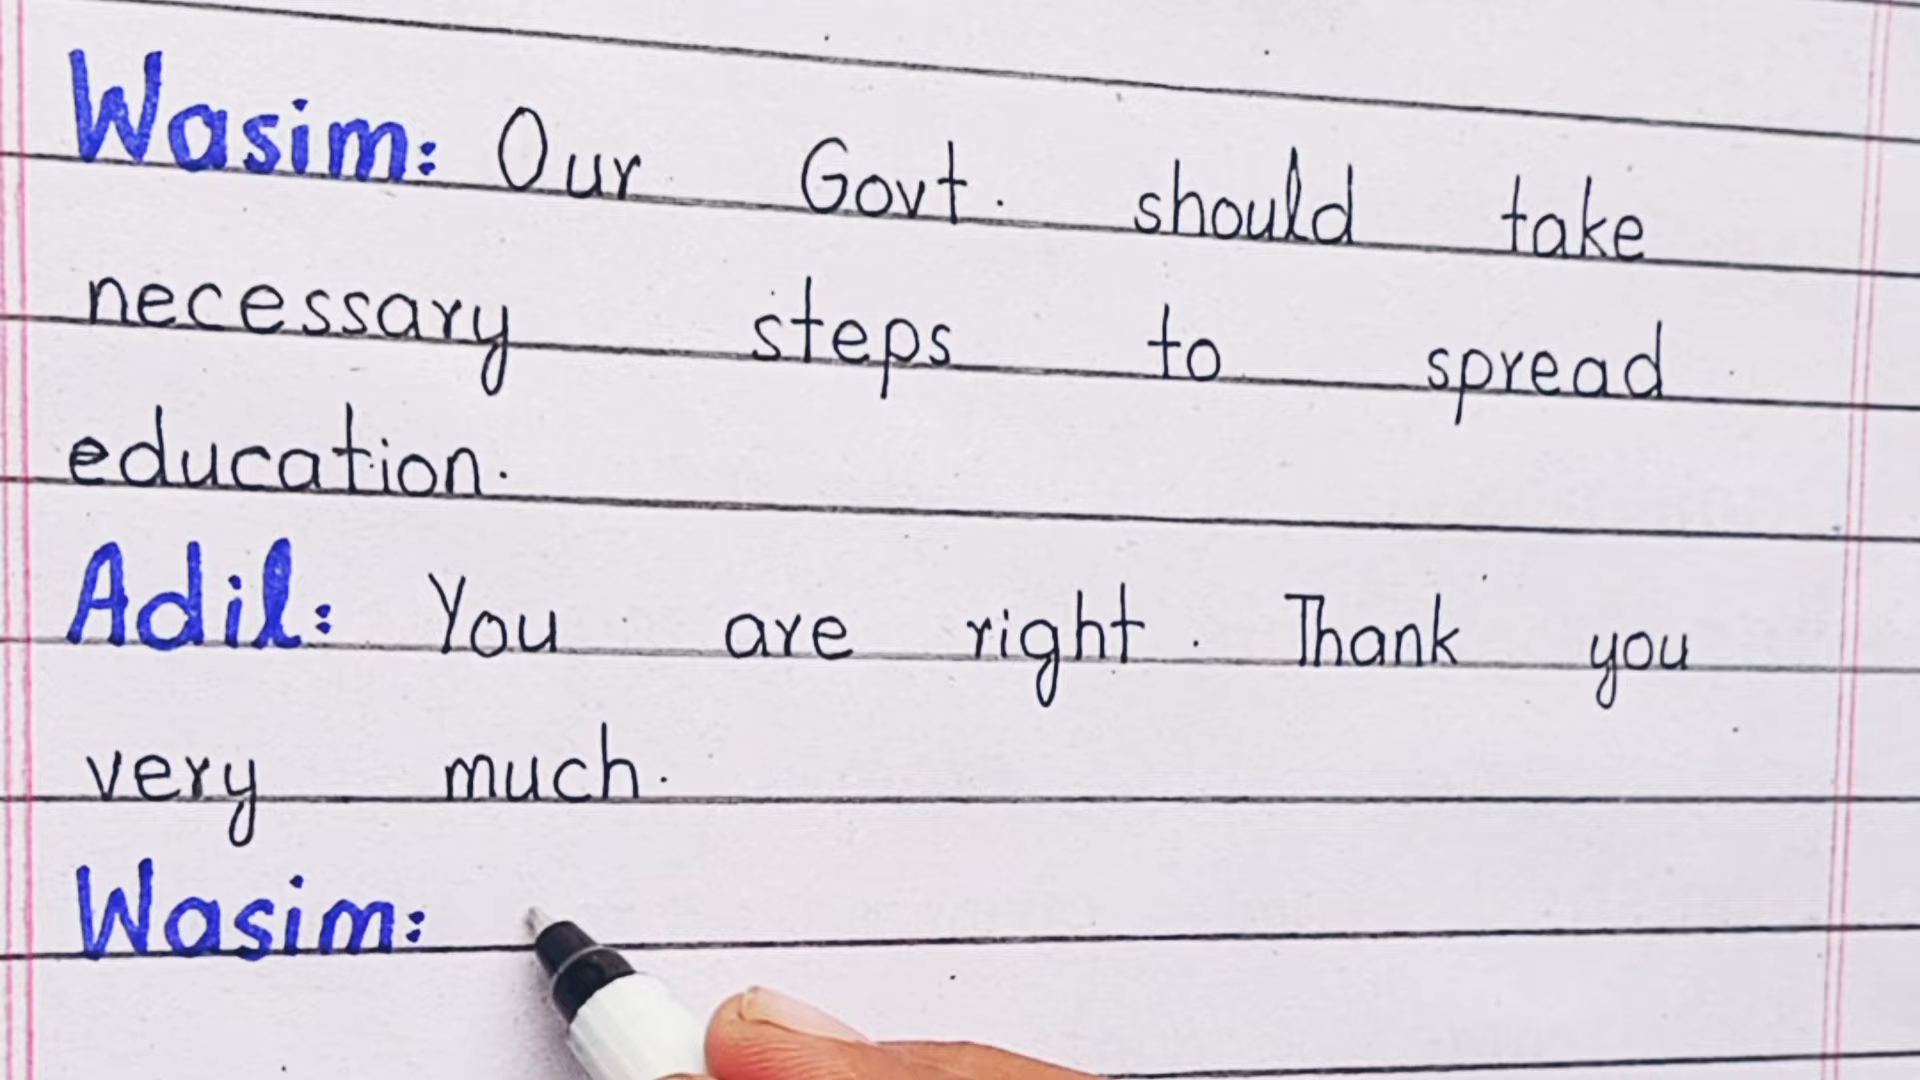 Wasim: Our Govt. should take
necessary steps to spread
education.
Adil: You are right. Thank you
very much.
Wasim: